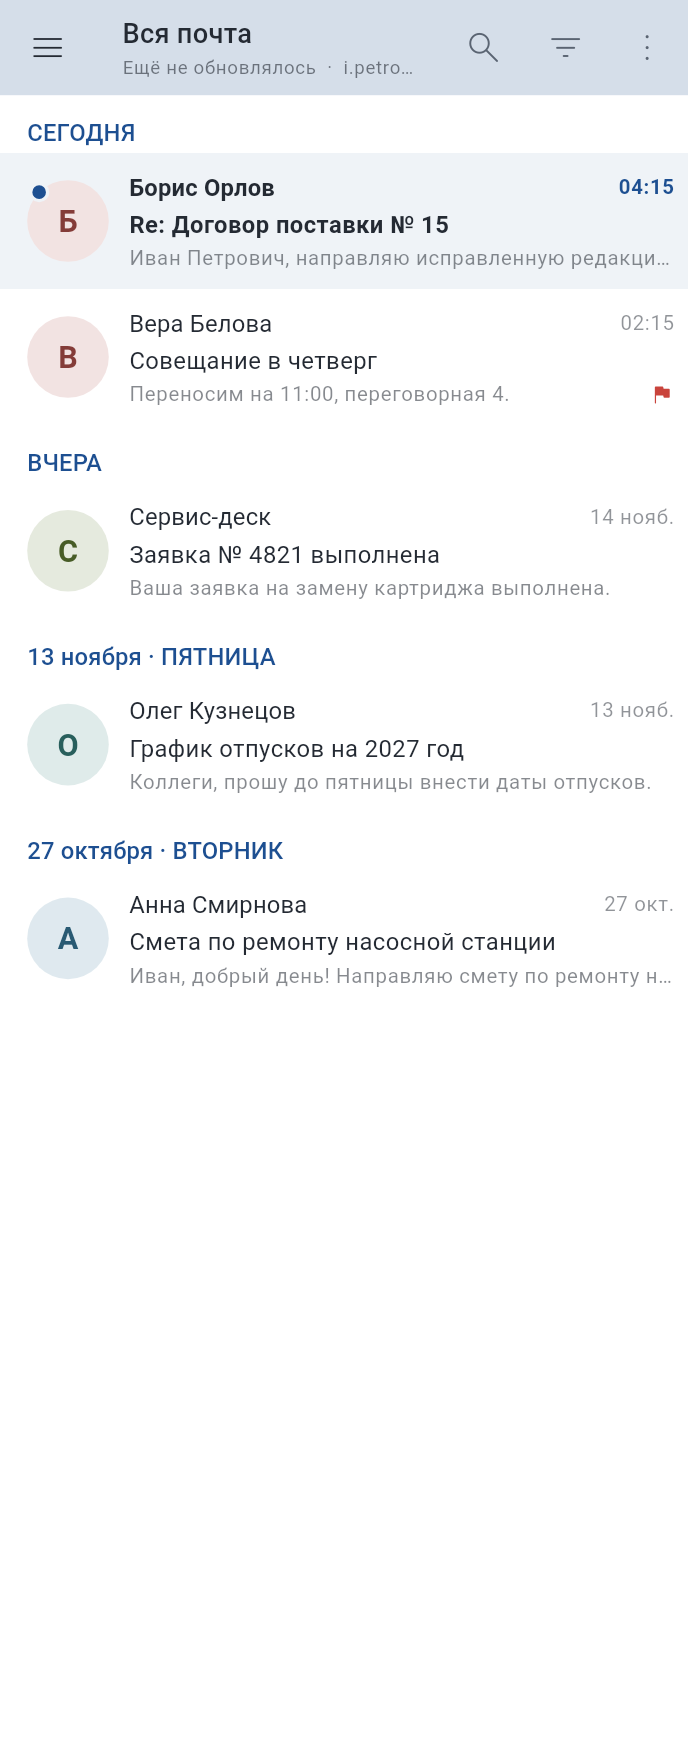 Вся почта
Ещё не обновлялось · i.petro…
СЕГОДНЯ
Б
Борис Орлов
04:15
Re: Договор поставки № 15
Иван Петрович, направляю исправленную редакци…
В
Вера Белова
02:15
Совещание в четверг
Переносим на 11:00, переговорная 4.
ВЧЕРА
С
Сервис-деск
14 нояб.
Заявка № 4821 выполнена
Ваша заявка на замену картриджа выполнена.
13 ноября · ПЯТНИЦА
О
Олег Кузнецов
13 нояб.
График отпусков на 2027 год
Коллеги, прошу до пятницы внести даты отпусков.
27 октября · ВТОРНИК
А
Анна Смирнова
27 окт.
Смета по ремонту насосной станции
Иван, добрый день! Направляю смету по ремонту н…